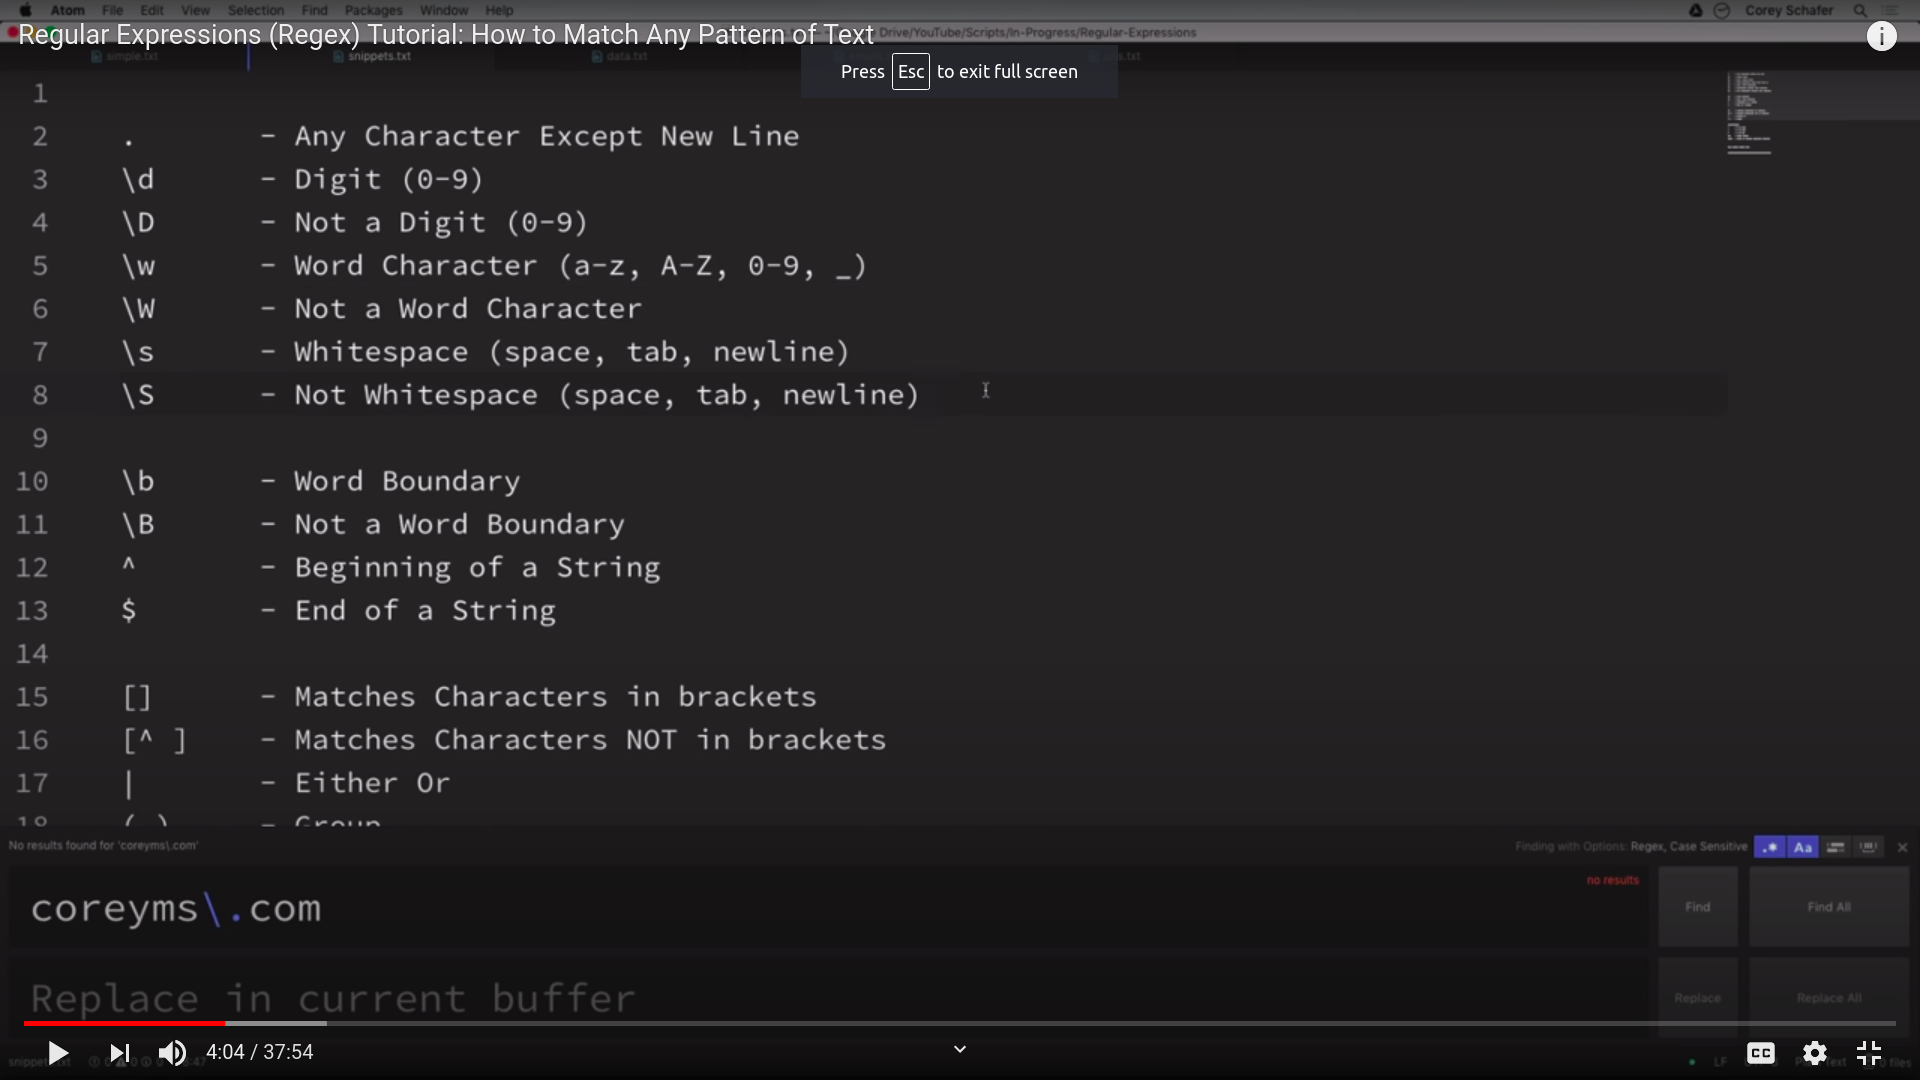 Atom File Edit View Selection Find Packages Window Help Corey Schafer
Regular Expressions (Regex) Tutorial: How to Match Any Pattern of Text
Drive/YouTube/Scripts/In-Progress/Regular-Expressions
simple.txt snippets.txt data.txt
Press Esc to exit full screen
1
2 . - Any Character Except New Line
3 \d - Digit (0-9)
4 \D - Not a Digit (0-9)
5 \w - Word Character (a-z, A-Z, 0-9, _)
6 \W - Not a Word Character
7 \s - Whitespace (space, tab, newline)
8 \S - Not Whitespace (space, tab, newline)
9
10 \b - Word Boundary
11 \B - Not a Word Boundary
12 ^ - Beginning of a String
13 $ - End of a String
14
15 [] - Matches Characters in brackets
16 [^ ] - Matches Characters NOT in brackets
17 | - Either Or
18 ( ) - Group
No results found for 'coreyms\.com' Finding with Options: Regex, Case Sensitive .* Aa
no results
coreyms\.com Find Find All
Replace in current buffer Replace Replace All
4:04 / 37:54 CC
LF